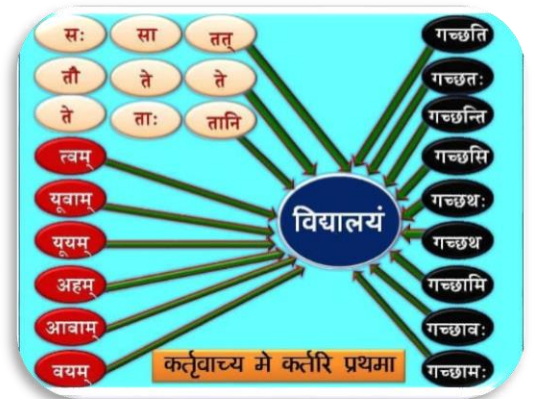 सः सा तत् गच्छति
तौ ते ते गच्छतः
ते ताः तानि गच्छन्ति
त्वम् गच्छसि
यूवाम् विद्यालयं गच्छथः
यूयम् गच्छथ
अहम् गच्छामि
आवाम् गच्छावः
वयम् कर्तृवाच्य मे कर्तरि प्रथमा गच्छामः